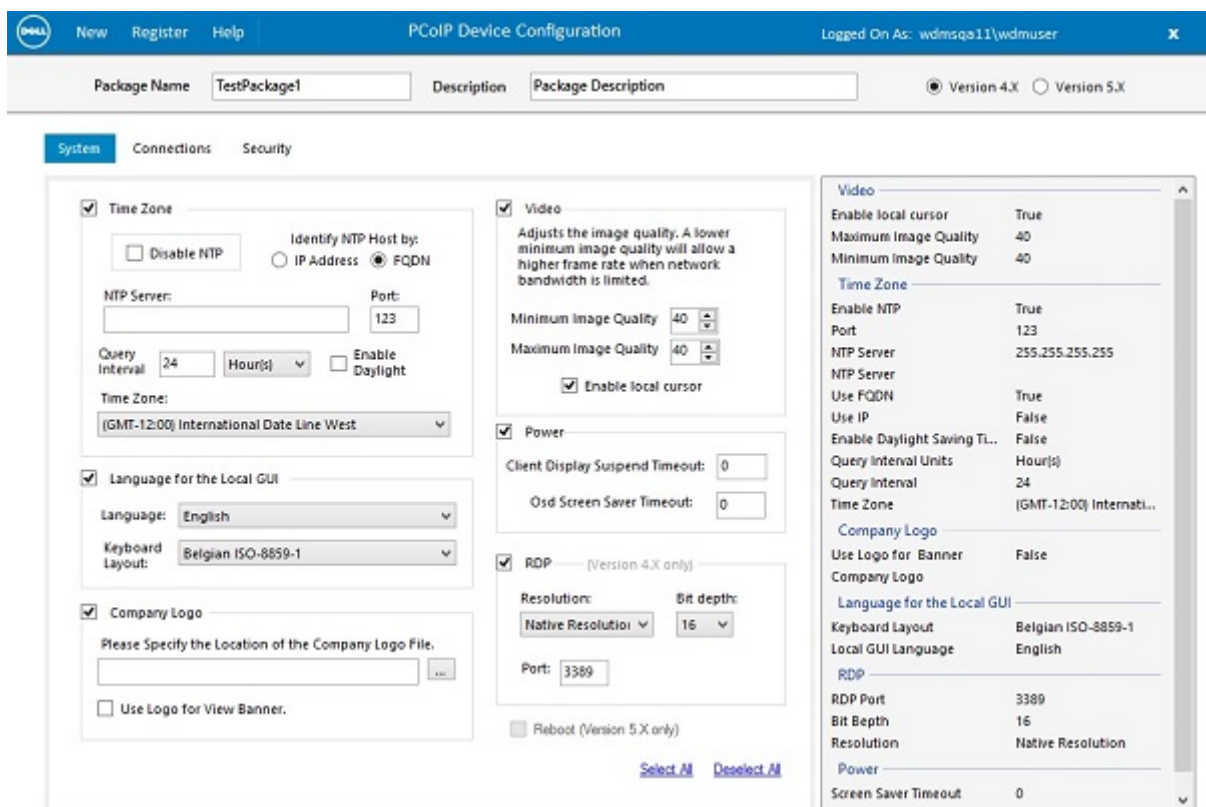 DELL New Register Help PCoIP Device Configuration Logged On As: wdmsqa11\wdmuser x
Package Name TestPackage1 Description Package Description Version 4.X Version 5.X
System Connections Security
Time Zone
Disable NTP
Identify NTP Host by:
IP Address FQDN
NTP Server: Port:
123
Query Interval 24 Hour(s) Enable Daylight
Time Zone:
(GMT-12:00) International Date Line West
Language for the Local GUI
Language: English
Keyboard Layout: Belgian ISO-8859-1
Company Logo
Please Specify the Location of the Company Logo File.
...
Use Logo for View Banner.
Video
Adjusts the image quality. A lower
minimum image quality will allow a
higher frame rate when network
bandwidth is limited.
Minimum Image Quality 40
Maximum Image Quality 40
Enable local cursor
Power
Client Display Suspend Timeout: 0
Osd Screen Saver Timeout: 0
RDP (Version 4.X only)
Resolution: Bit depth:
Native Resolution 16
Port: 3389
Reboot (Version 5.X only)
Select All Deselect All
Video
Enable local cursor True
Maximum Image Quality 40
Minimum Image Quality 40
Time Zone
Enable NTP True
Port 123
NTP Server 255.255.255.255
NTP Server
Use FQDN True
Use IP False
Enable Daylight Saving Ti... False
Query Interval Units Hour(s)
Query Interval 24
Time Zone (GMT-12:00) Internati...
Company Logo
Use Logo for Banner False
Company Logo
Language for the Local GUI
Keyboard Layout Belgian ISO-8859-1
Local GUI Language English
RDP
RDP Port 3389
Bit Bepth 16
Resolution Native Resolution
Power
Screen Saver Timeout 0